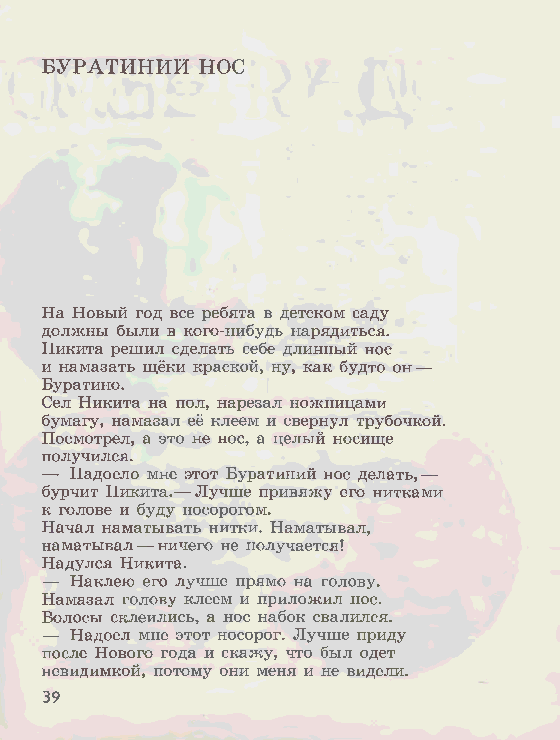 БУРАТИНИЙ НОС
На Новый год все ребята в детском саду
должны были в кого-нибудь нарядиться.
Никита решил сделать себе длинный нос
и намазать щёки краской, ну, как будто он —
Буратино.
Сел Никита на пол, нарезал ножницами
бумагу, намазал её клеем и свернул трубочкой.
Посмотрел, а это не нос, а целый носище
получился.
— Надоело мне этот Буратиний нос делать, —
бурчит Никита. — Лучше привяжу его нитками
к голове и буду носорогом.
Начал наматывать нитки. Наматывал,
наматывал — ничего не получается!
Надулся Никита.
— Наклею его лучше прямо на голову.
Намазал голову клеем и приложил нос.
Волосы склеились, а нос набок свалился.
— Надоел мне этот носорог. Лучше приду
после Нового года и скажу, что был одет
невидимкой, потому они меня и не видели.
39